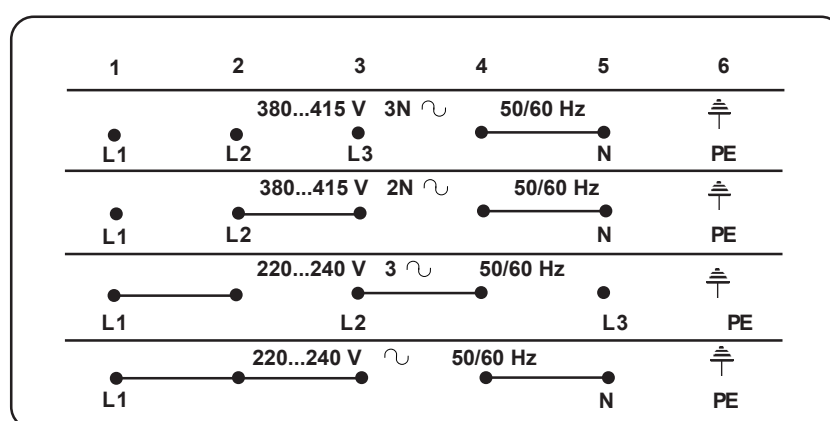 1 2 3 4 5 6
380...415 V 3N 50/60 Hz
L1 L2 L3 N PE
380...415 V 2N 50/60 Hz
L1 L2 N PE
220...240 V 3 50/60 Hz
L1 L2 L3 PE
220...240 V 50/60 Hz
L1 N PE